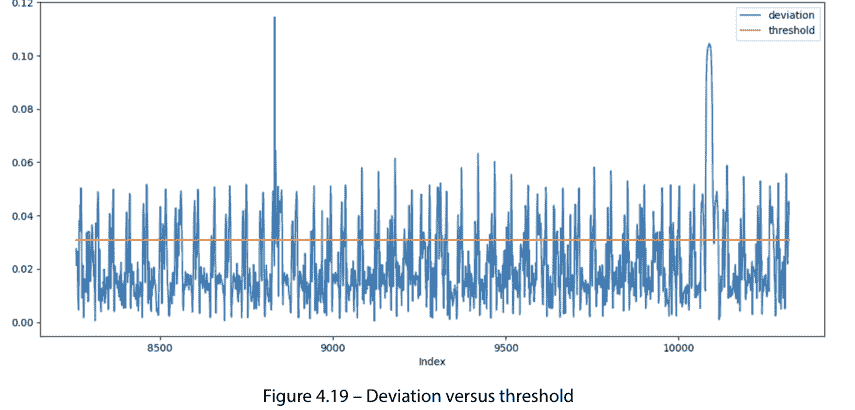 0.12
deviation
threshold
0.10
0.08
0.06
0.04
0.02
0.00
8500 9000 9500 10000
Index
Figure 4.19 – Deviation versus threshold